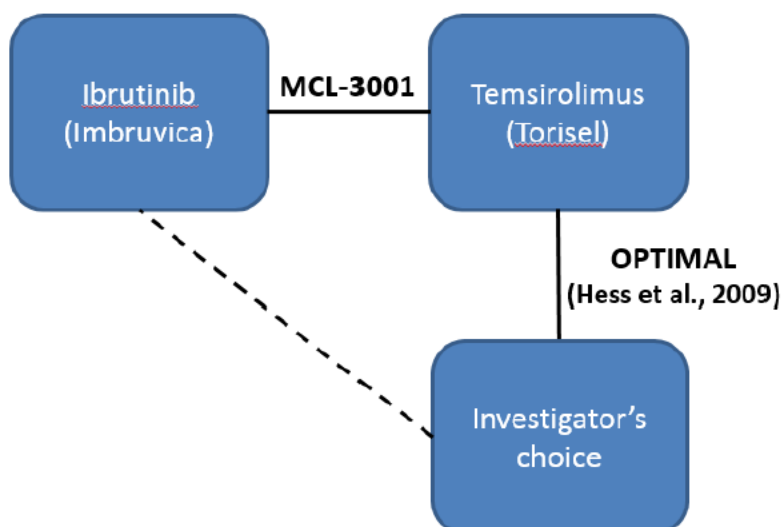 Ibrutinib
(Imbruvica)
MCL-3001
Temsirolimus
(Torisel)
OPTIMAL
(Hess et al., 2009)
Investigator's
choice